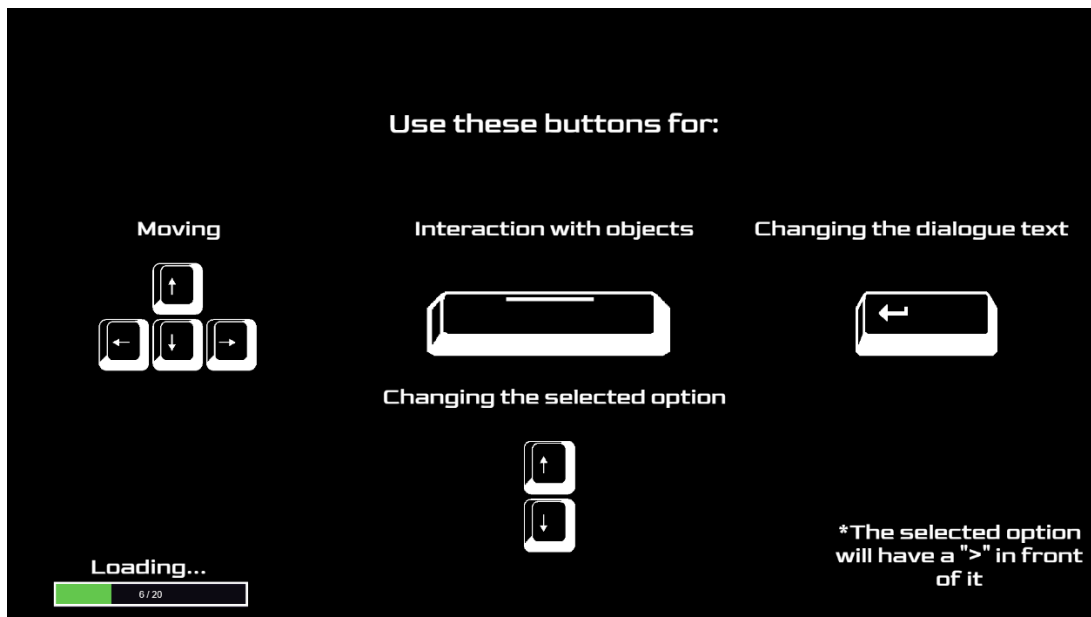 Use these buttons for:
Moving
Interaction with objects
Changing the dialogue text
↑
← ↓ →
←
Changing the selected option
↑
↓
*The selected option
will have a ">" in front
of it
Loading...
6 / 20